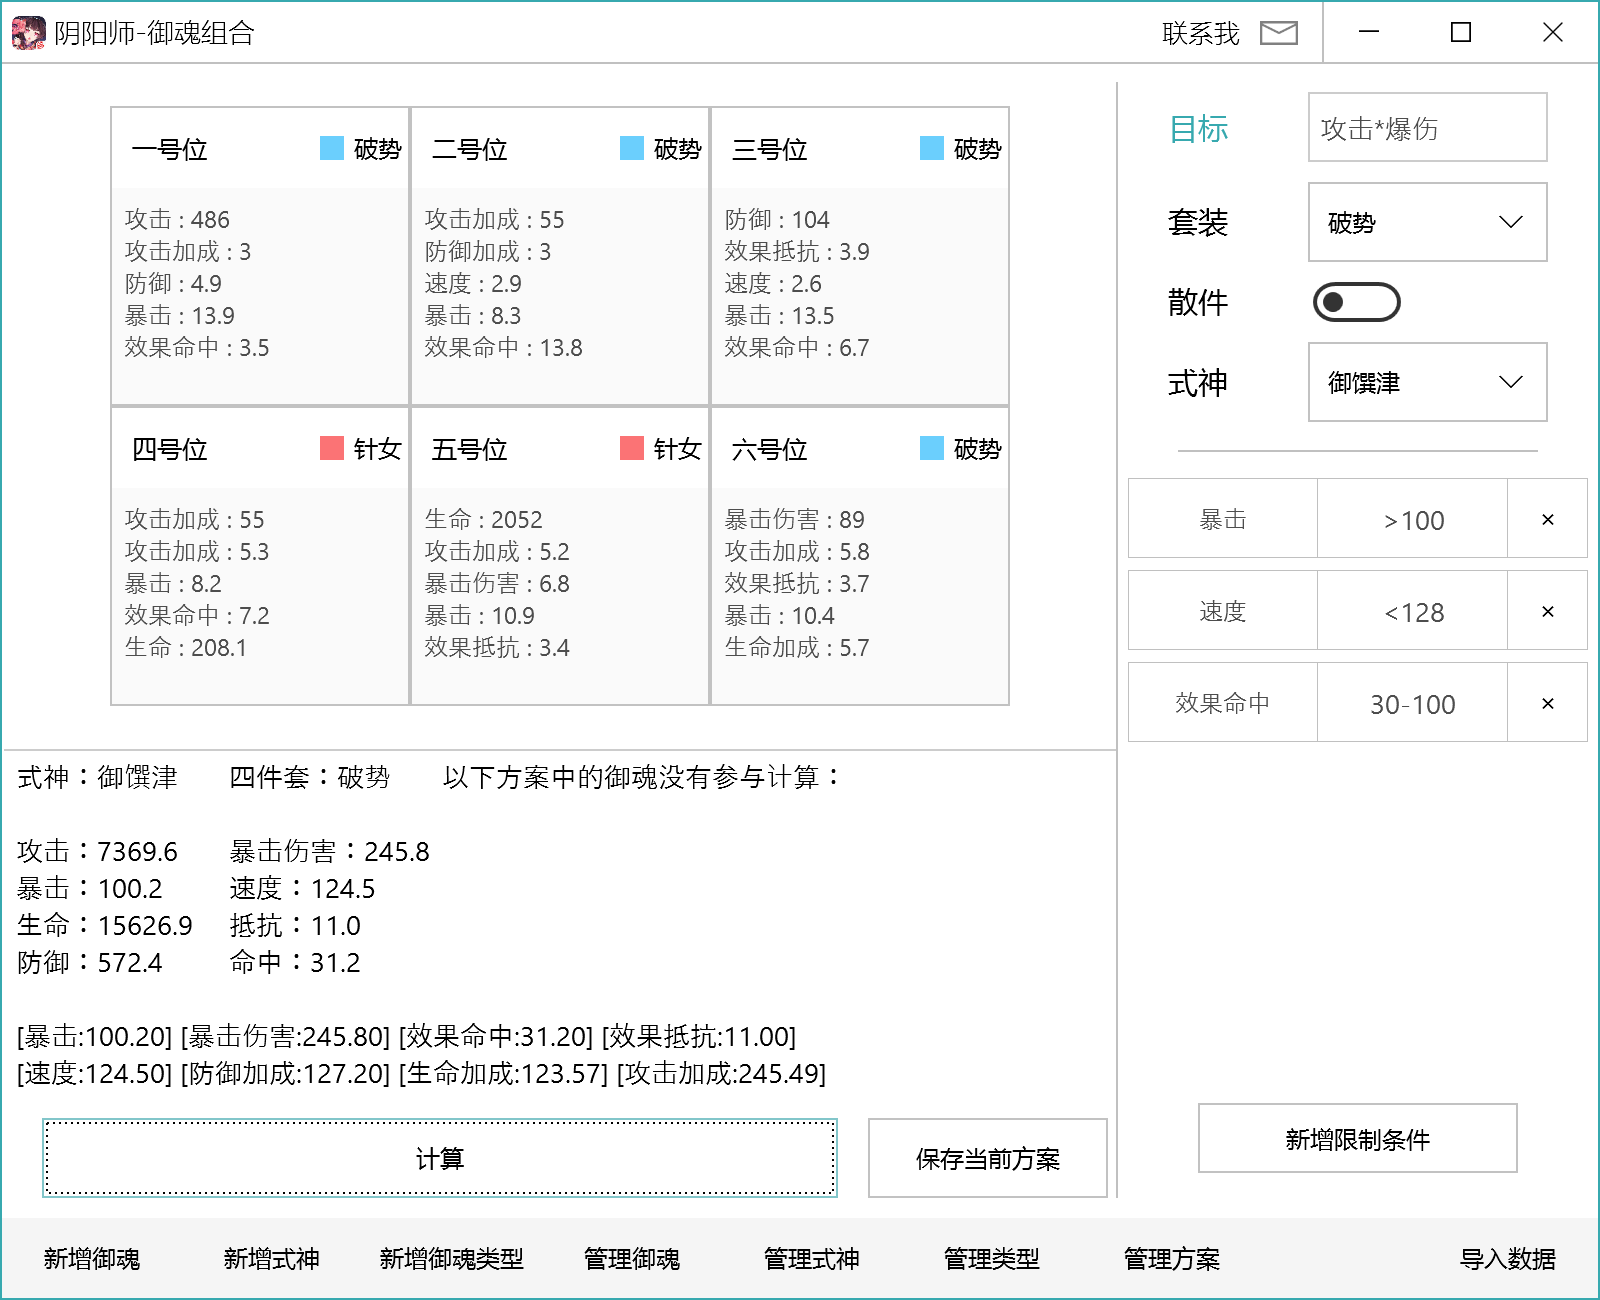 阴阳师-御魂组合
联系我
一号位 破势
攻击 : 486
攻击加成 : 3
防御 : 4.9
暴击 : 13.9
效果命中 : 3.5
二号位 破势
攻击加成 : 55
防御加成 : 3
速度 : 2.9
暴击 : 8.3
效果命中 : 13.8
三号位 破势
防御 : 104
效果抵抗 : 3.9
速度 : 2.6
暴击 : 13.5
效果命中 : 6.7
四号位 针女
攻击加成 : 55
攻击加成 : 5.3
暴击 : 8.2
效果命中 : 7.2
生命 : 208.1
五号位 针女
生命 : 2052
攻击加成 : 5.2
暴击伤害 : 6.8
暴击 : 10.9
效果抵抗 : 3.4
六号位 破势
暴击伤害 : 89
攻击加成 : 5.8
效果抵抗 : 3.7
暴击 : 10.4
生命加成 : 5.7
式神：御馔津 四件套：破势 以下方案中的御魂没有参与计算：
攻击：7369.6 暴击伤害：245.8
暴击：100.2 速度：124.5
生命：15626.9 抵抗：11.0
防御：572.4 命中：31.2
[暴击:100.20] [暴击伤害:245.80] [效果命中:31.20] [效果抵抗:11.00]
[速度:124.50] [防御加成:127.20] [生命加成:123.57] [攻击加成:245.49]
计算
保存当前方案
目标 攻击*爆伤
套装 破势
散件
式神 御馔津
暴击 >100 ×
速度 <128 ×
效果命中 30-100 ×
新增限制条件
新增御魂 新增式神 新增御魂类型 管理御魂 管理式神 管理类型 管理方案 导入数据